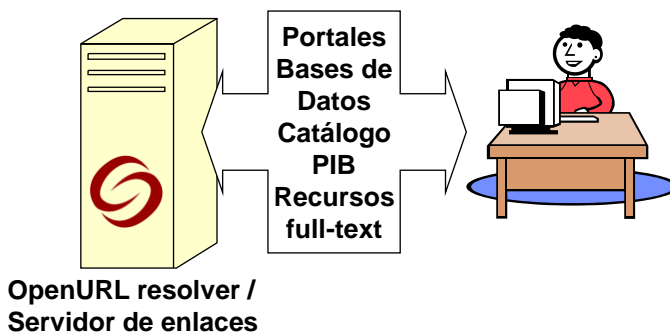 Portales
Bases de
Datos
Catálogo
PIB
Recursos
full-text
OpenURL resolver /
Servidor de enlaces